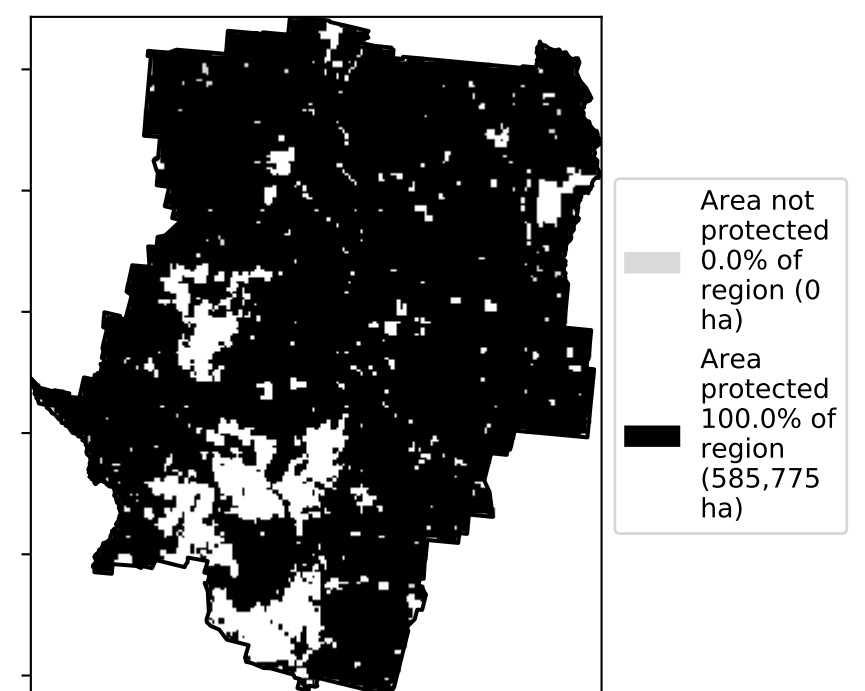 Area not
protected
0.0% of
region (0
ha)
Area
protected
100.0% of
region
(585,775
ha)